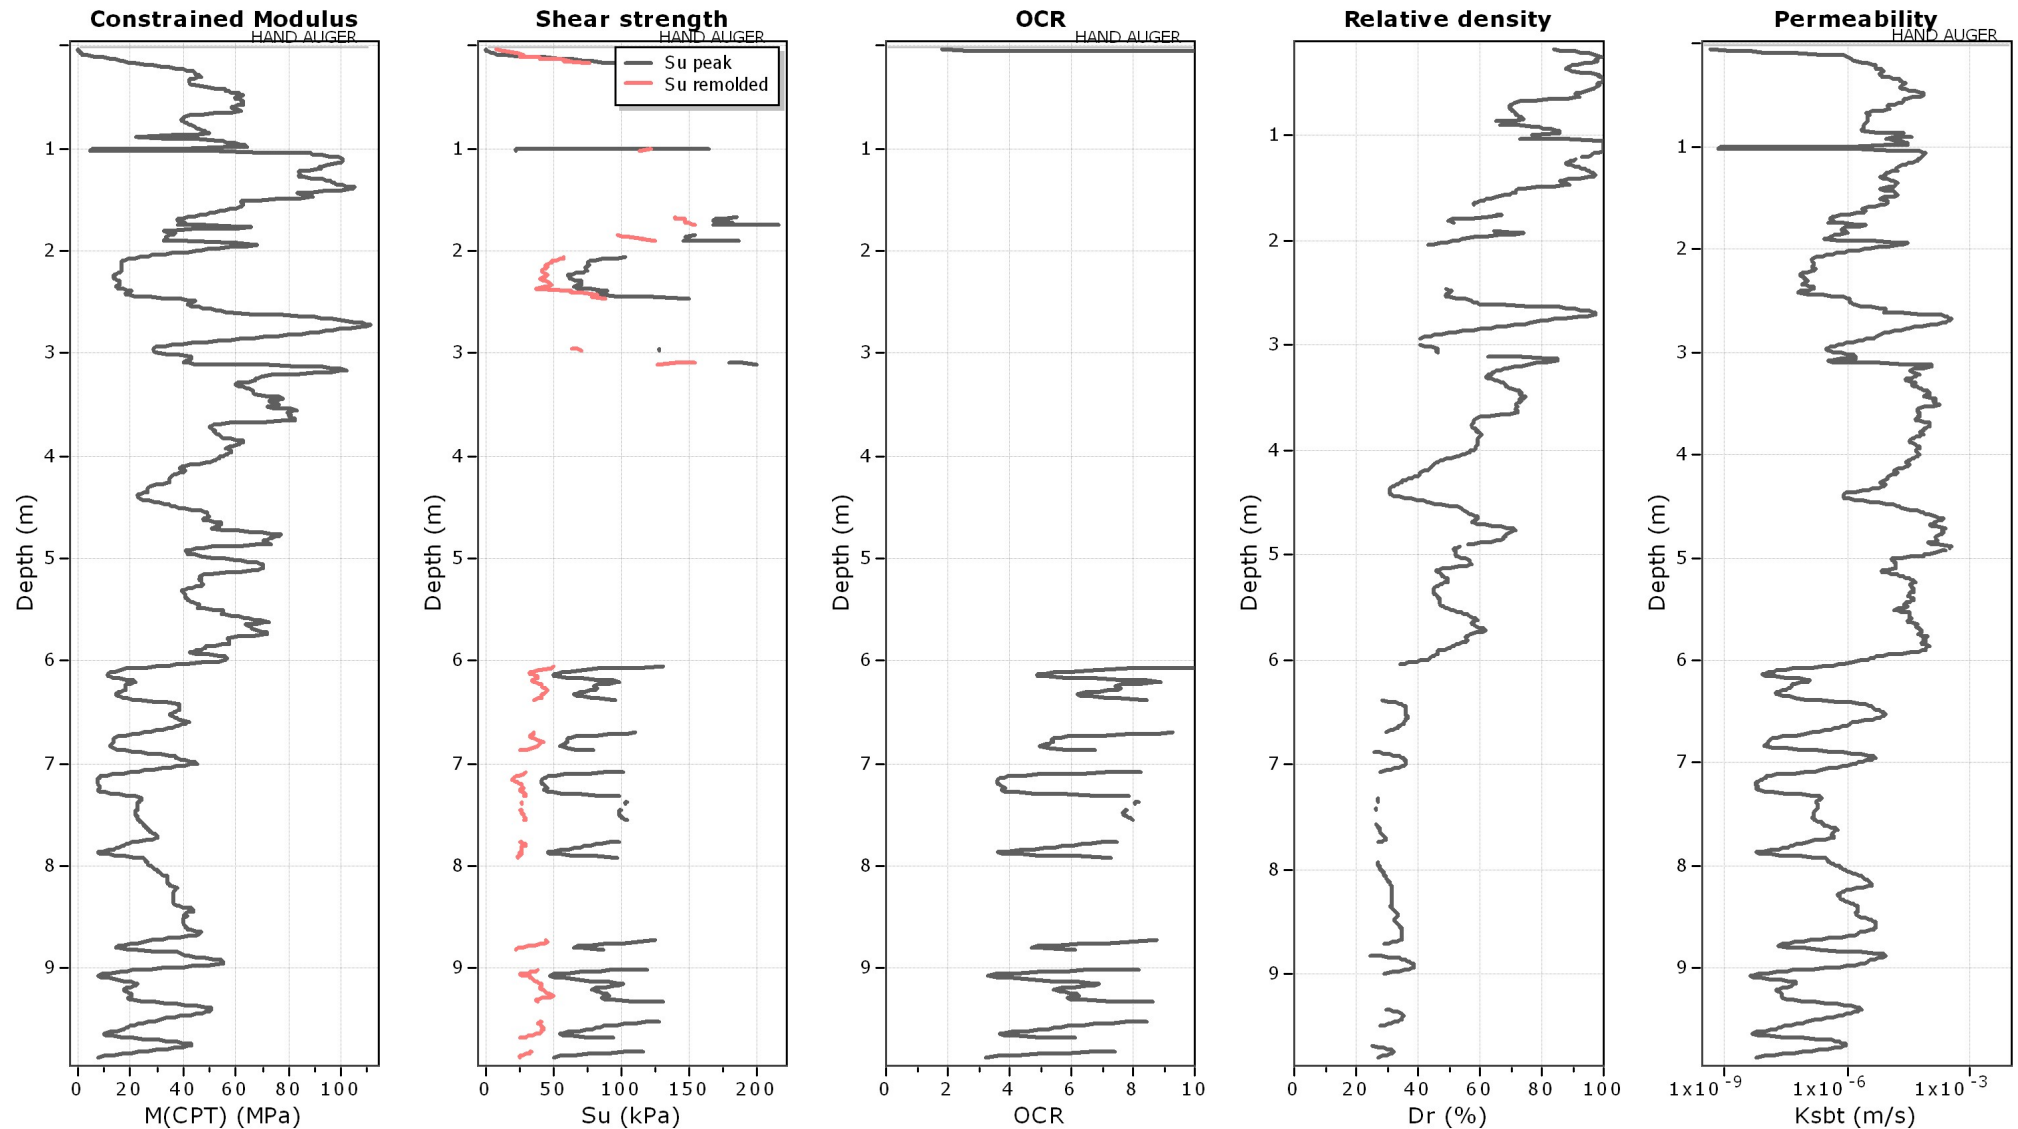 Constrained Modulus
HAND AUGER
1
2
3
4
5
6
7
8
9
Depth (m)
0 20 40 60 80 100
M(CPT) (MPa)
Shear strength
HAND AUGER
Su peak
Su remolded
1
2
3
4
5
6
7
8
9
Depth (m)
0 50 100 150 200
Su (kPa)
OCR
HAND AUGER
1
2
3
4
5
6
7
8
9
Depth (m)
0 2 4 6 8 10
OCR
Relative density
1
2
3
4
5
6
7
8
9
Depth (m)
0 20 40 60 80 100
Dr (%)
Permeability
HAND AUGER
1
2
3
4
5
6
7
8
9
Depth (m)
1x10⁻⁹ 1x10⁻⁶ 1x10⁻³
Ksbt (m/s)